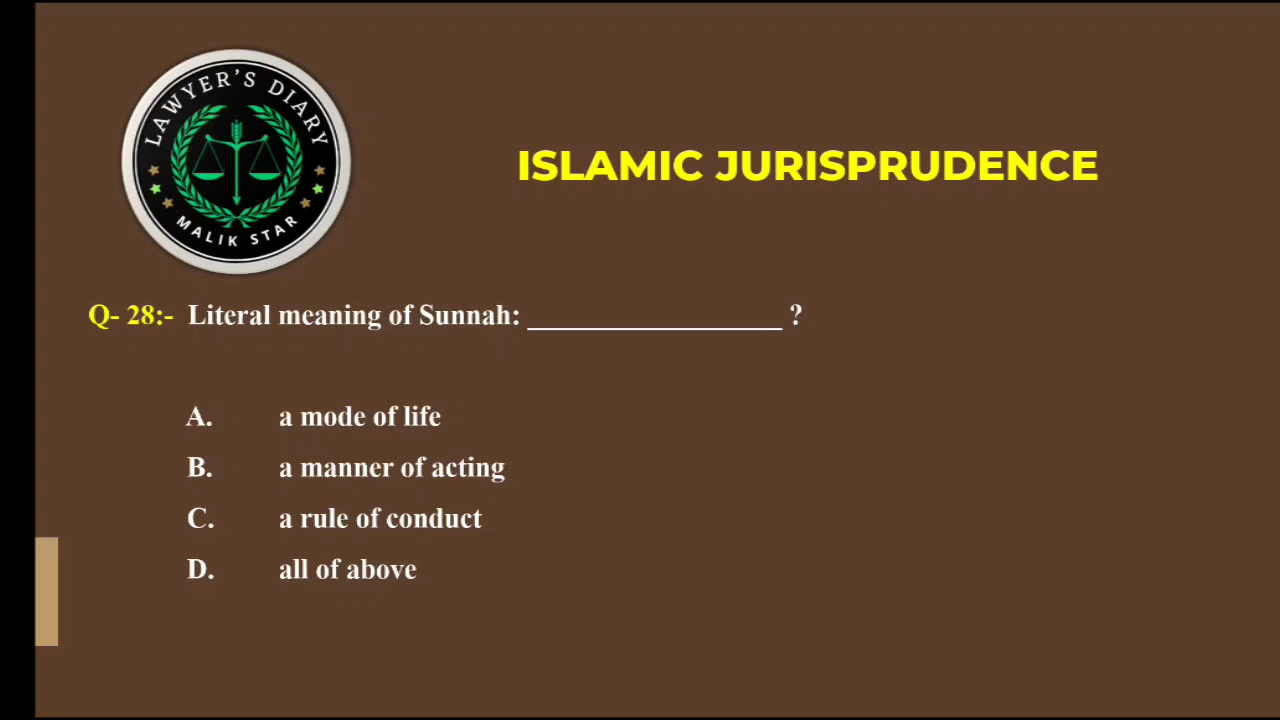 LAWYER'S DIARY
MALIK STAR
ISLAMIC JURISPRUDENCE
Q- 28:- Literal meaning of Sunnah: __________________ ?
A. a mode of life
B. a manner of acting
C. a rule of conduct
D. all of above